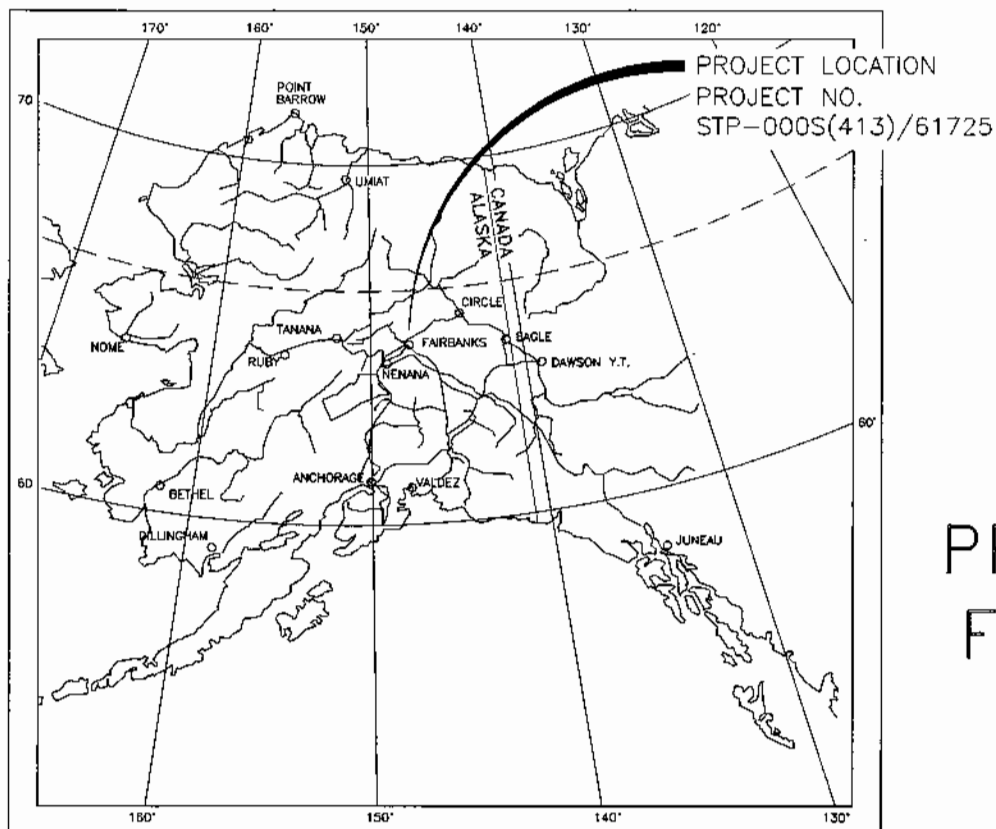 170°
160°
150°
140°
130°
120°
PROJECT LOCATION
PROJECT NO.
STP-000S(413)/61725
70
POINT
BARROW
UMIAT
CANADA
ALASKA
CIRCLE
TANANA
FAIRBANKS
EAGLE
NOME
RUBY
NENANA
DAWSON Y.T.
60°
60
ANCHORAGE
VALDEZ
BETHEL
DILLINGHAM
JUNEAU
160°
150°
140°
130°